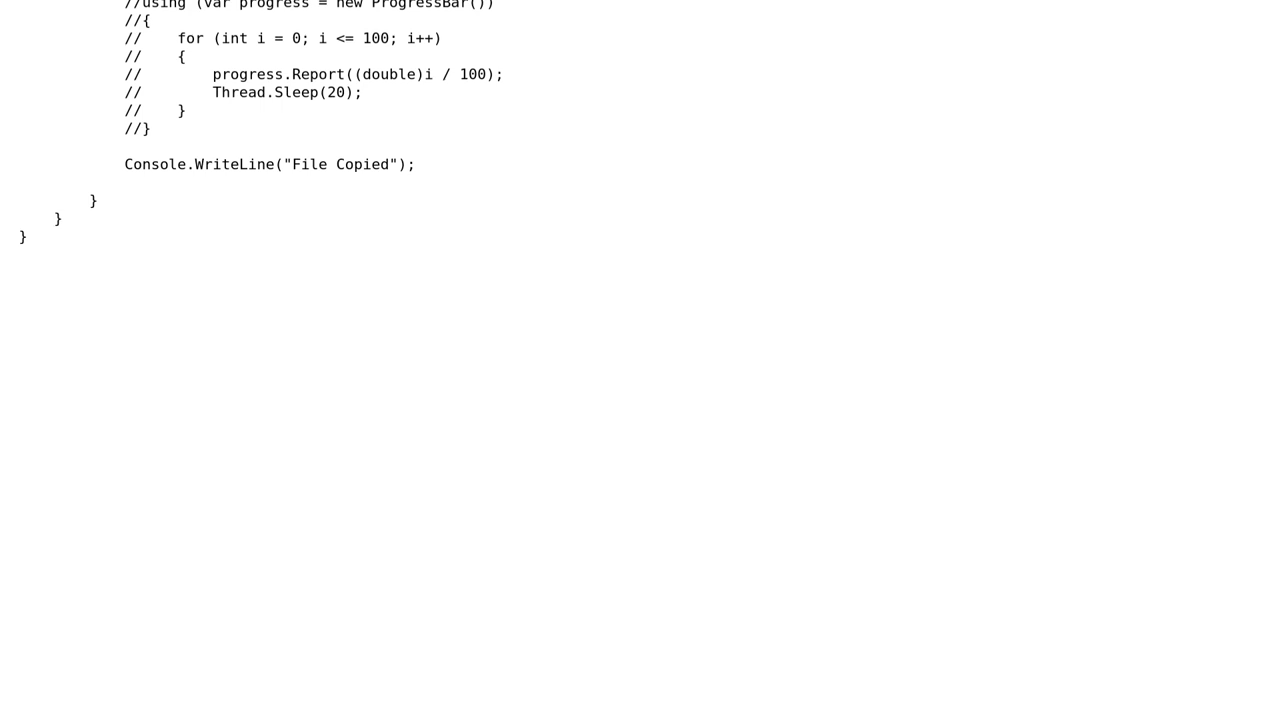 //using (var progress = new ProgressBar())
//{
//    for (int i = 0; i <= 100; i++)
//    {
//        progress.Report((double)i / 100);
//        Thread.Sleep(20);
//    }
//}
Console.WriteLine("File Copied");
}
}
}